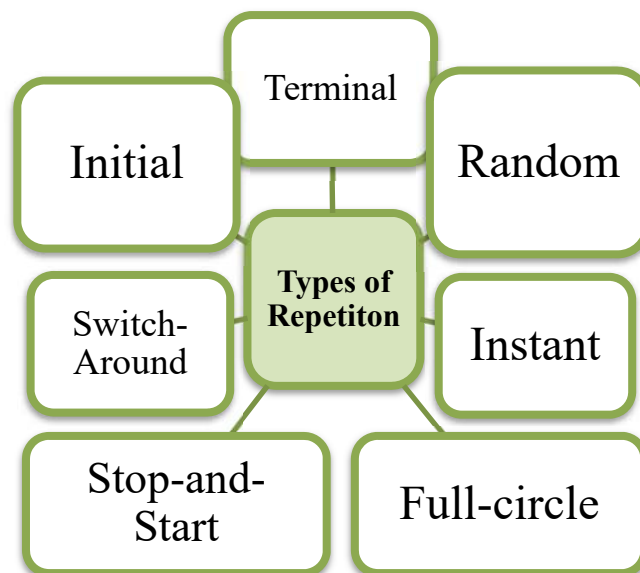 Terminal
Initial
Random
Types of
Repetiton
Switch-
Around
Instant
Stop-and-
Start
Full-circle